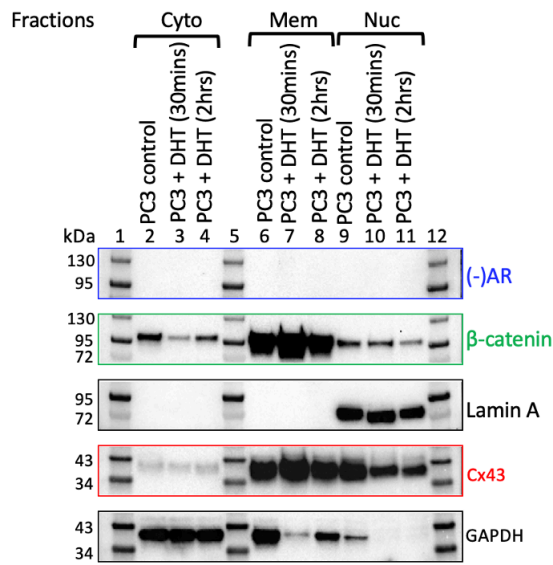 Fractions Cyto Mem Nuc
PC3 control
PC3 + DHT (30mins)
PC3 + DHT (2hrs)
PC3 control
PC3 + DHT (30mins)
PC3 + DHT (2hrs)
PC3 control
PC3 + DHT (30mins)
PC3 + DHT (2hrs)
kDa 1 2 3 4 5 6 7 8 9 10 11 12
130
95 (-)AR
130
95 β-catenin
72
95
72 Lamin A
43
34 Cx43
43 GAPDH
34